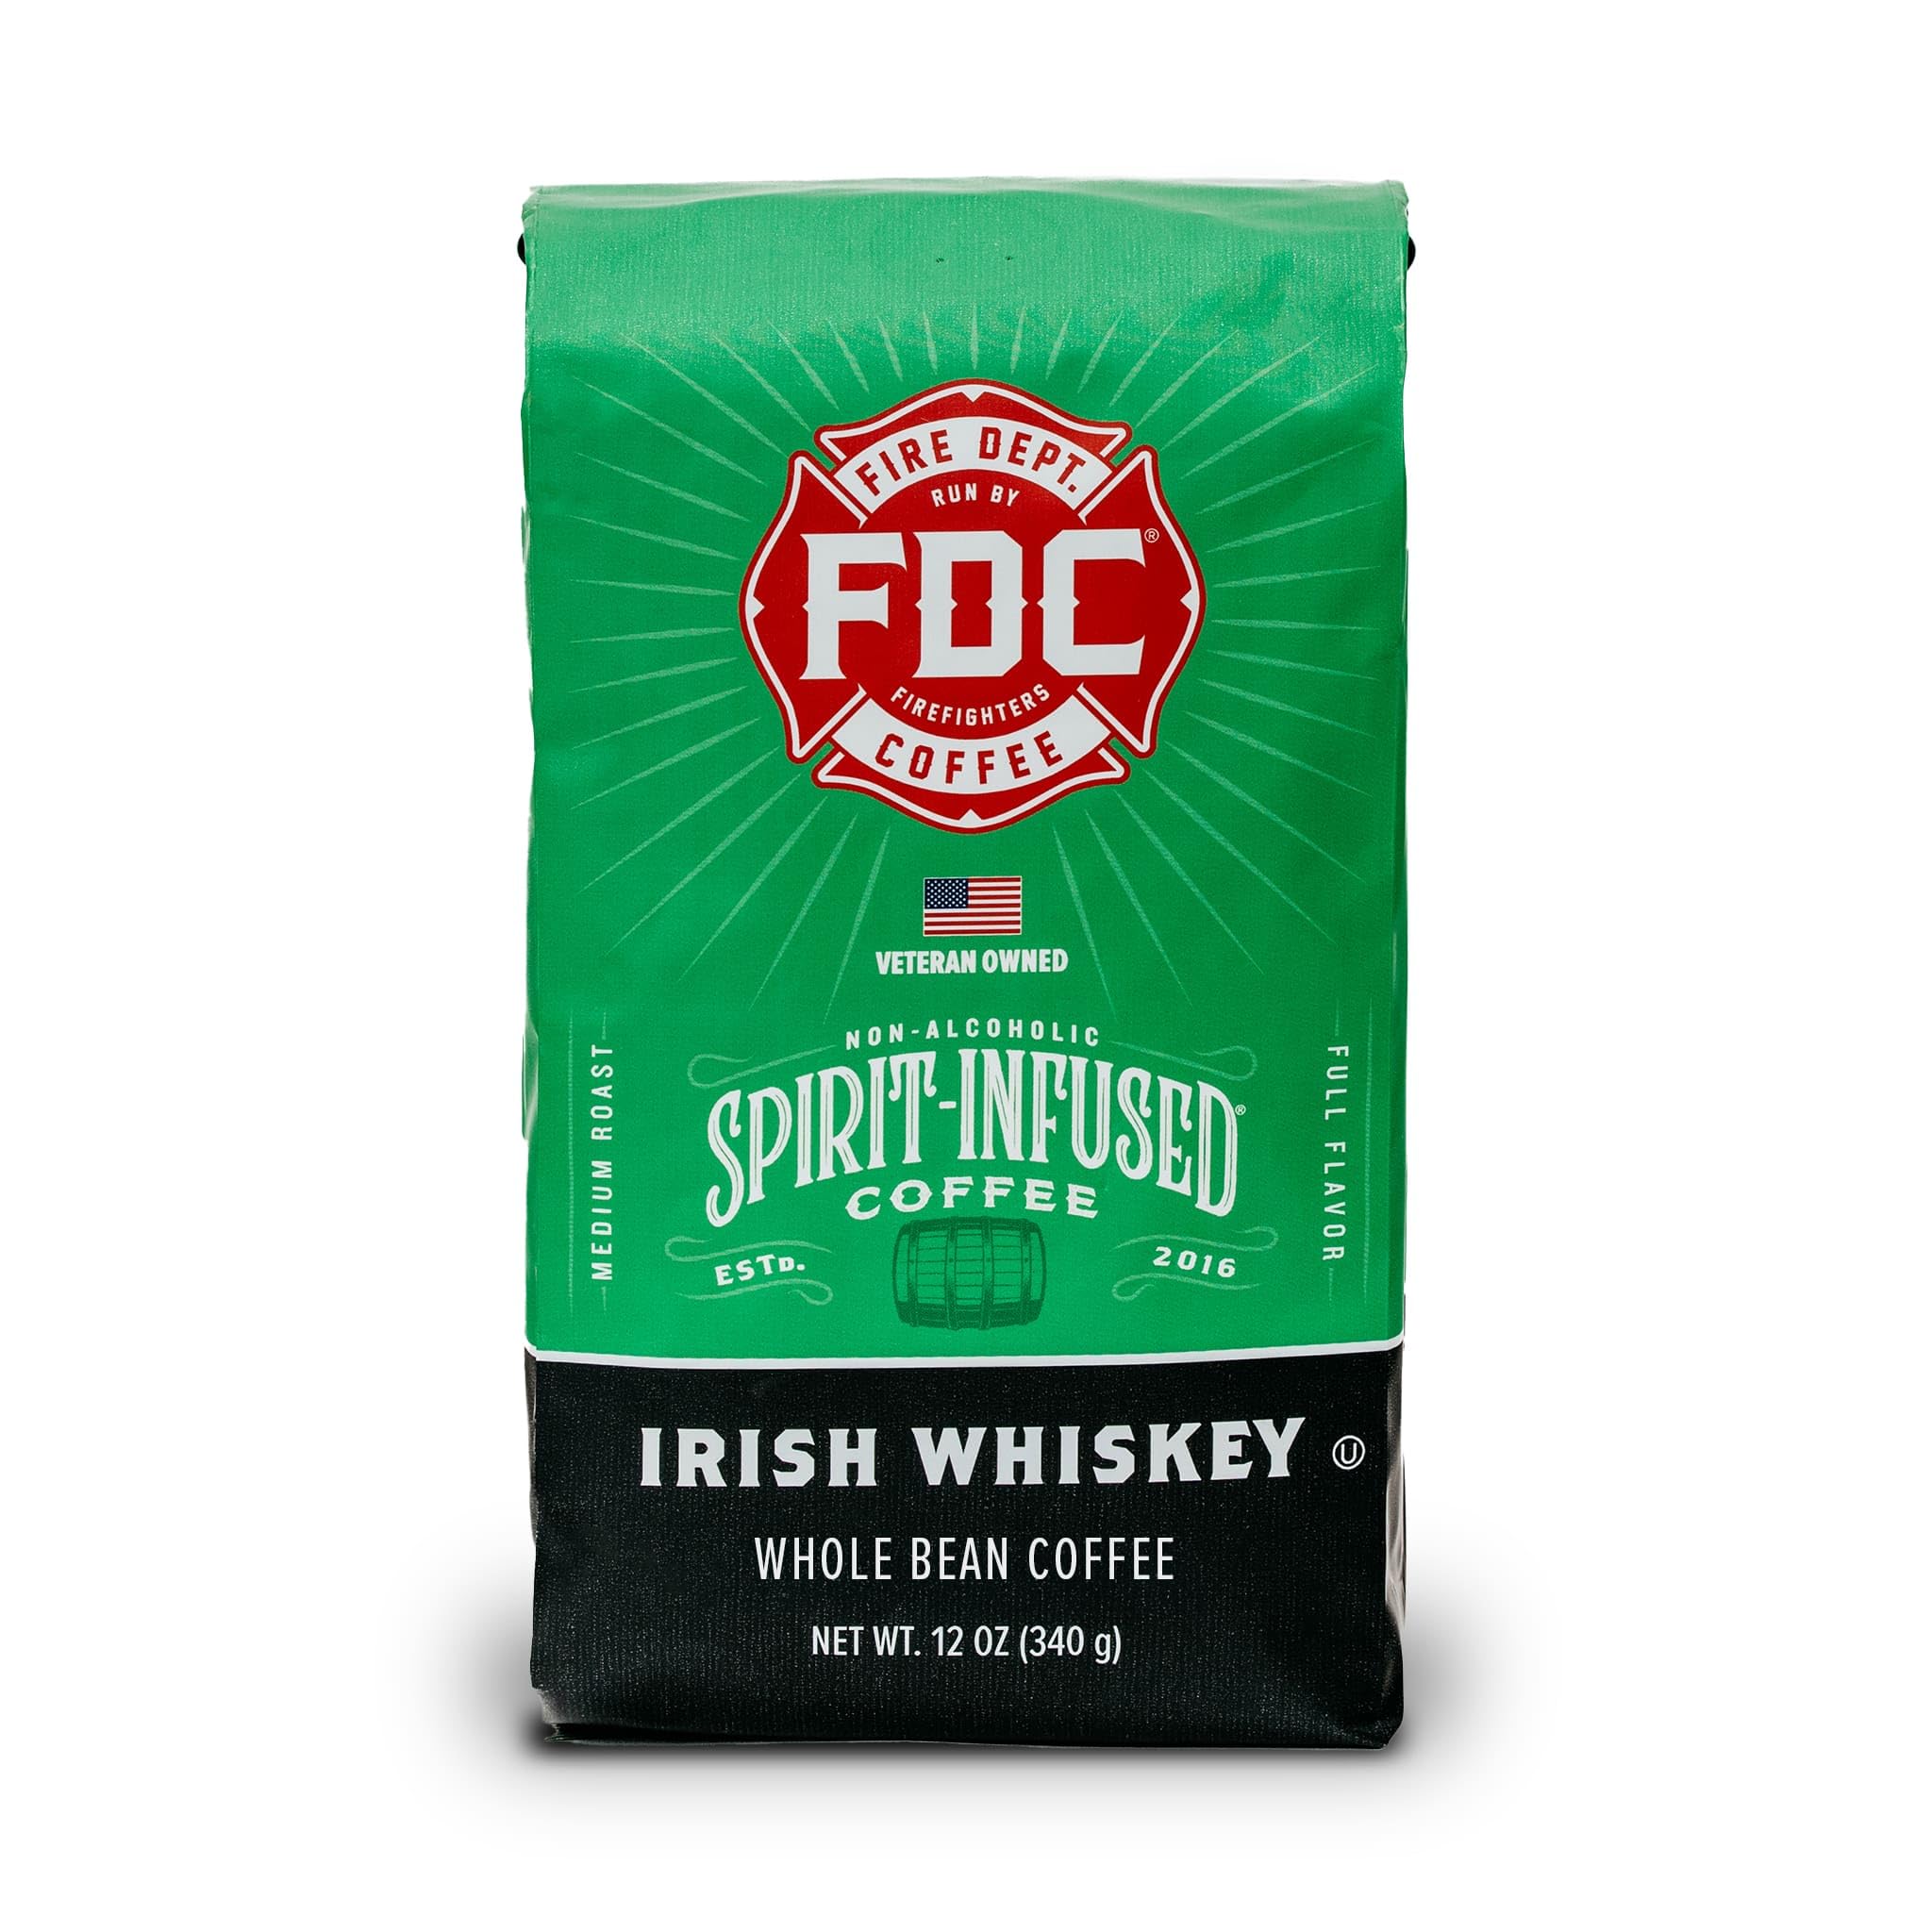 FIRE DEPT.
RUN BY
FDC®
FIREFIGHTERS
COFFEE
VETERAN OWNED
NON-ALCOHOLIC
SPIRIT-INFUSED®
COFFEE
ESTD. 2016
MEDIUM ROAST
FULL FLAVOR
IRISH WHISKEY Ⓤ
WHOLE BEAN COFFEE
NET WT. 12 OZ (340 g)